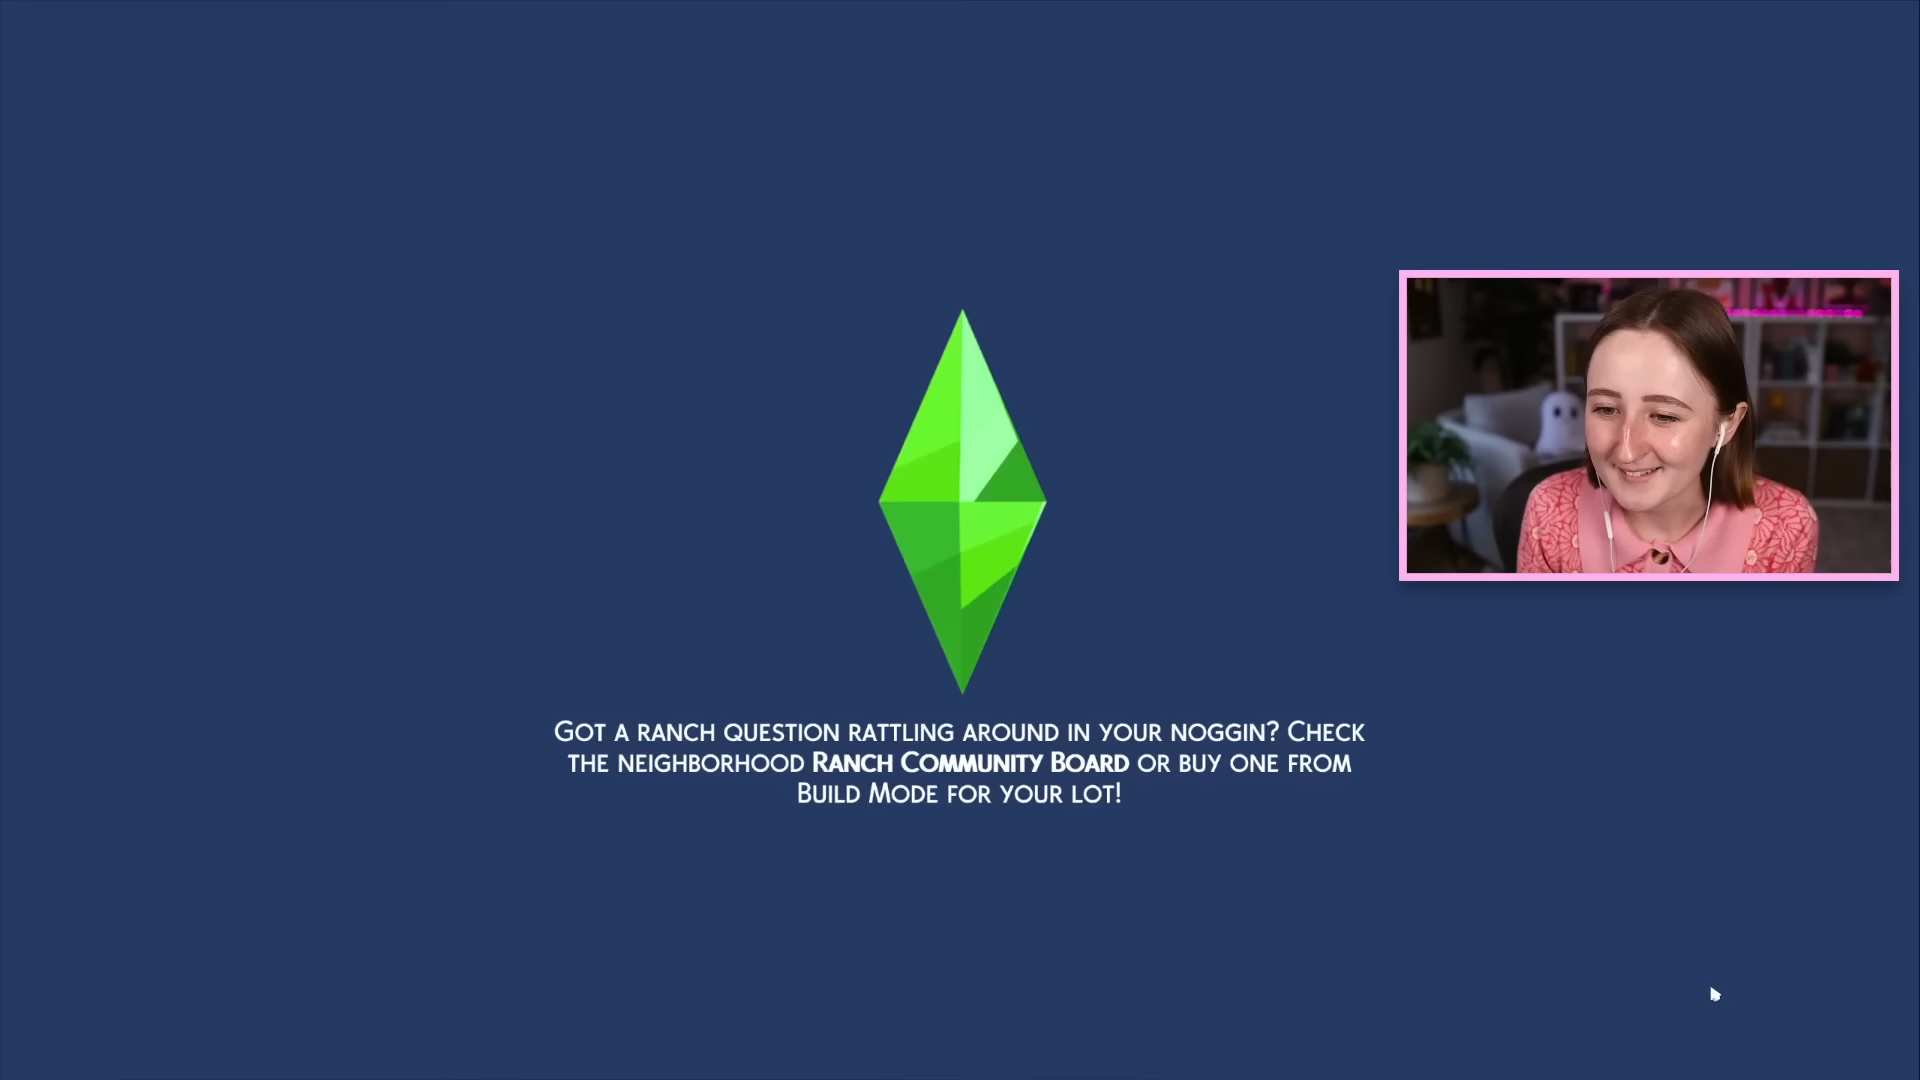 Got a ranch question rattling around in your noggin? Check
the neighborhood Ranch Community Board or buy one from
Build Mode for your lot!